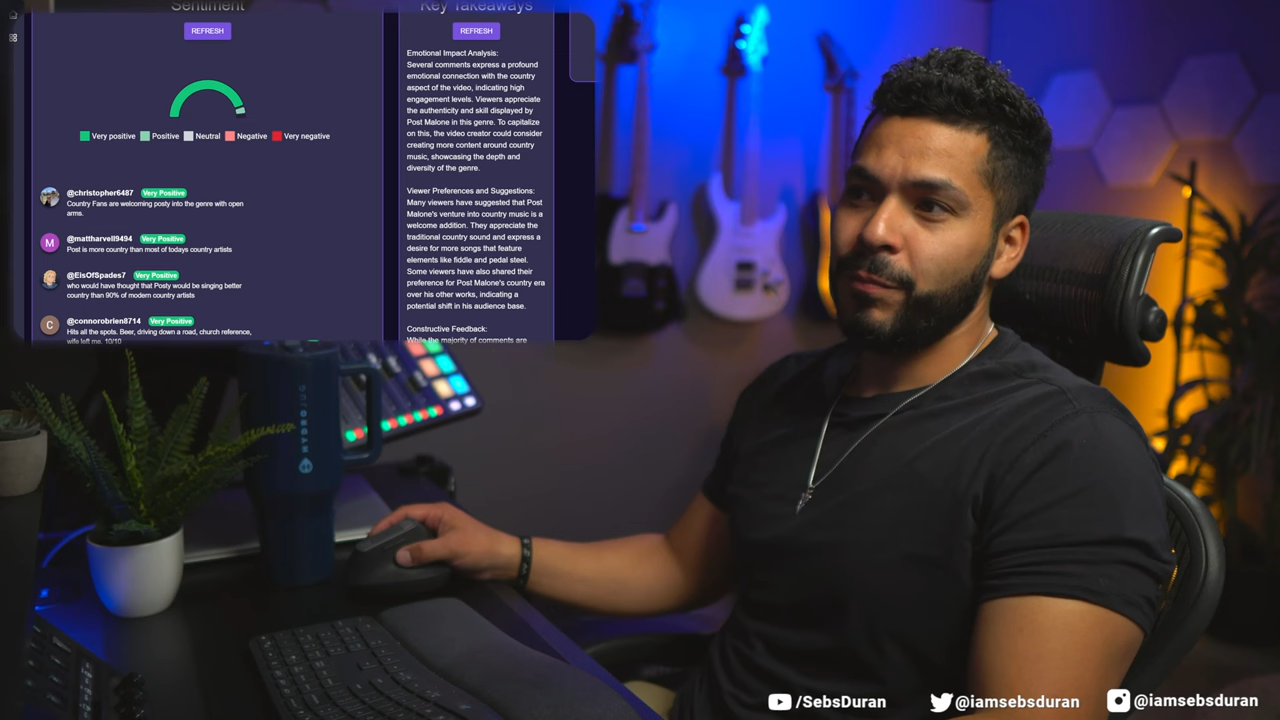 Sentiment
REFRESH
Very positive Positive Neutral Negative Very negative
@christopher6487 Very Positive
Country Fans are welcoming posty into the genre with open
arms.
M
@mattharvell9494 Very Positive
Post is more country than most of todays country artists
@ElsOfSpades7 Very Positive
who would have thought that Posty would be singing better
country than 90% of modern country artists
C
@connorobrien8714 Very Positive
Hits all the spots. Beer, driving down a road, church reference,
wife left me. 10/10
Key Takeaways
REFRESH
Emotional Impact Analysis:
Several comments express a profound
emotional connection with the country
aspect of the video, indicating high
engagement levels. Viewers appreciate
the authenticity and skill displayed by
Post Malone in this genre. To capitalize
on this, the video creator could consider
creating more content around country
music, showcasing the depth and
diversity of the genre.
Viewer Preferences and Suggestions:
Many viewers have suggested that Post
Malone's venture into country music is a
welcome addition. They appreciate the
traditional country sound and express a
desire for more songs that feature
elements like fiddle and pedal steel.
Some viewers have also shared their
preference for Post Malone's country era
over his other works, indicating a
potential shift in his audience base.
Constructive Feedback:
While the majority of comments are
HYDROJUG
/SebsDuran
@iamsebsduran
@iamsebsduran